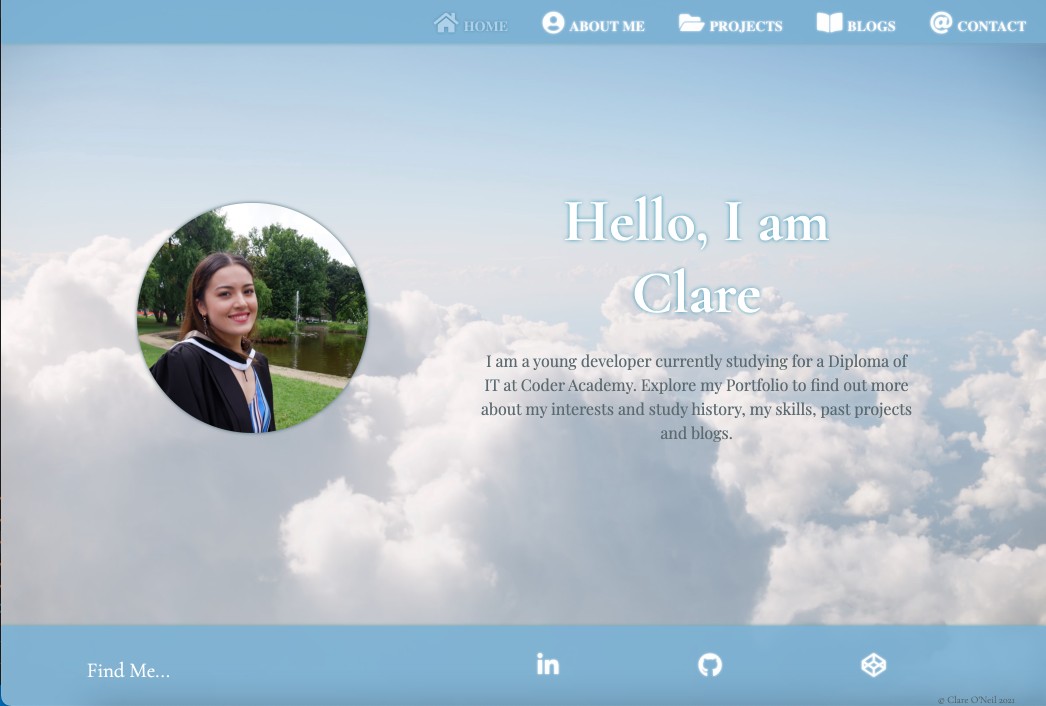 HOME ABOUT ME PROJECTS BLOGS CONTACT
Hello, I am
Clare
I am a young developer currently studying for a Diploma of
IT at Coder Academy. Explore my Portfolio to find out more
about my interests and study history, my skills, past projects
and blogs.
Find Me...
in
© Clare O'Neil 2021